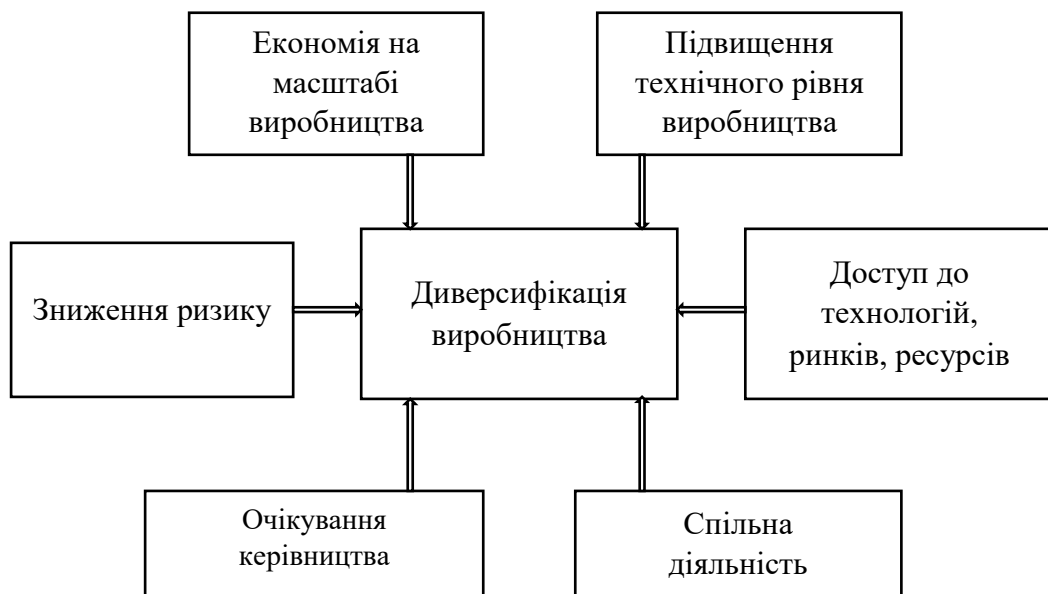 Економія на
масштабі
виробництва
Підвищення
технічного рівня
виробництва
Зниження ризику
Диверсифікація
виробництва
Доступ до
технологій,
ринків, ресурсів
Очікування
керівництва
Спільна
діяльність